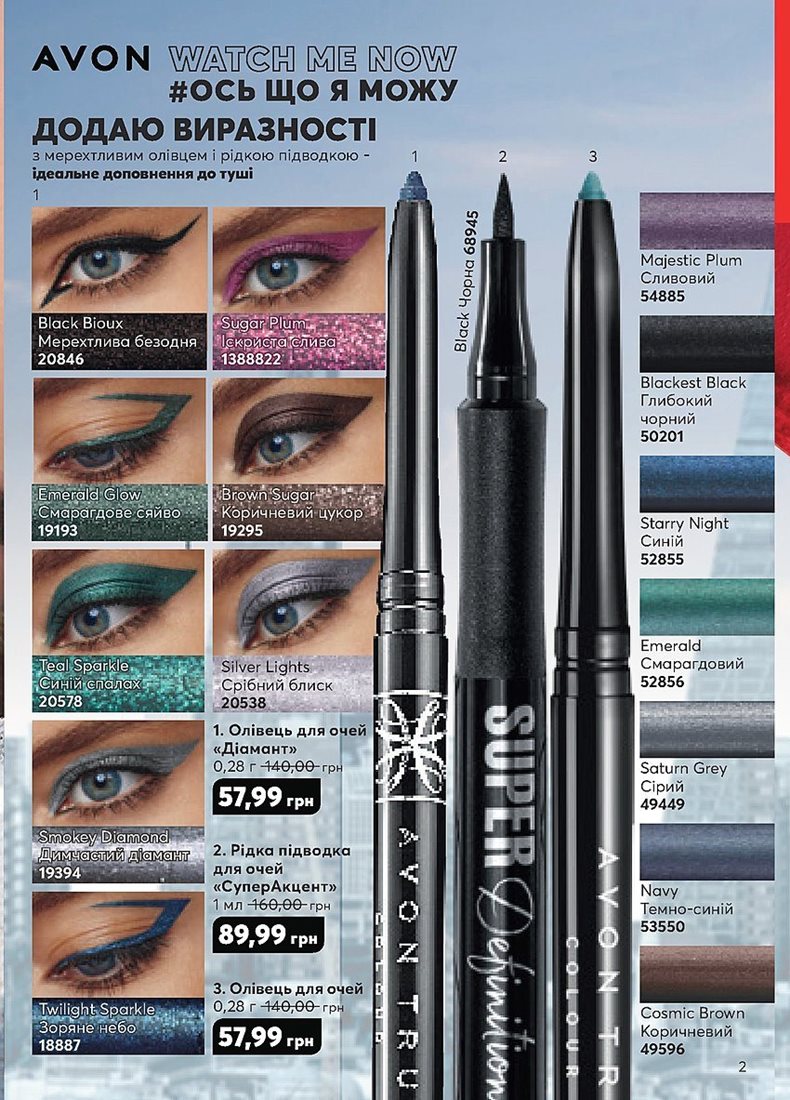 AVON WATCH ME NOW
#ОСЬ ЩО Я МОЖУ
ДОДАЮ ВИРАЗНОСТІ
з мерехтливим олівцем і рідкою підводкою -
ідеальне доповнення до туші
1
Black Bioux
Мерехтлива безодня
20846
Sugar Plum
Іскриста слива
1388822
Emerald Glow
Смарагдове сяйво
19193
Brown Sugar
Коричневий цукор
19295
Teal Sparkle
Синій спалах
20578
Silver Lights
Срібний блиск
20538
Smokey Diamond
Димчастий діамант
19394
Twilight Sparkle
Зоряне небо
18887
1. Олівець для очей
«Діамант»
0,28 г 140,00 грн
57,99 грн
2. Рідка підводка
для очей
«СуперАкцент»
1 мл 160,00 грн
89,99 грн
3. Олівець для очей
0,28 г 140,00 грн
57,99 грн
1
2
3
Black Чорна 68945
AVON TRU
SUPER
Definition
AVON TR
COLOUR
Majestic Plum
Сливовий
54885
Blackest Black
Глибокий
чорний
50201
Starry Night
Синій
52855
Emerald
Смарагдовий
52856
Saturn Grey
Сірий
49449
Navy
Темно-синій
53550
Cosmic Brown
Коричневий
49596
2